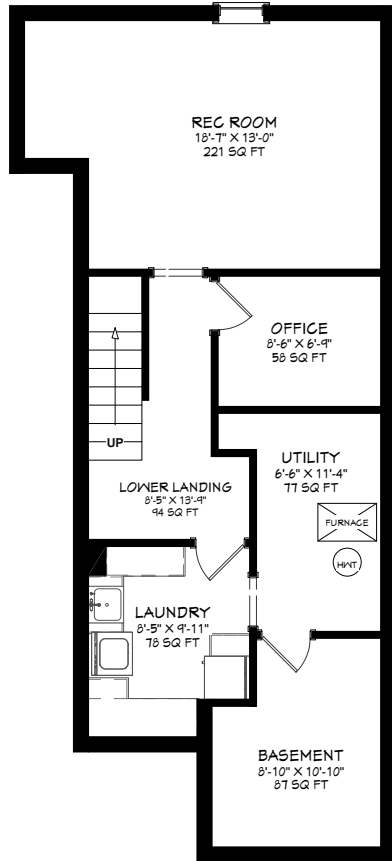 REC ROOM
18'-7" X 13'-0"
221 SQ FT
OFFICE
8'-6" X 6'-9"
58 SQ FT
UP
UTILITY
6'-6" X 11'-4"
77 SQ FT
LOWER LANDING
8'-5" X 13'-9"
94 SQ FT
FURNACE
HWT
LAUNDRY
8'-5" X 9'-11"
78 SQ FT
BASEMENT
8'-10" X 10'-10"
87 SQ FT